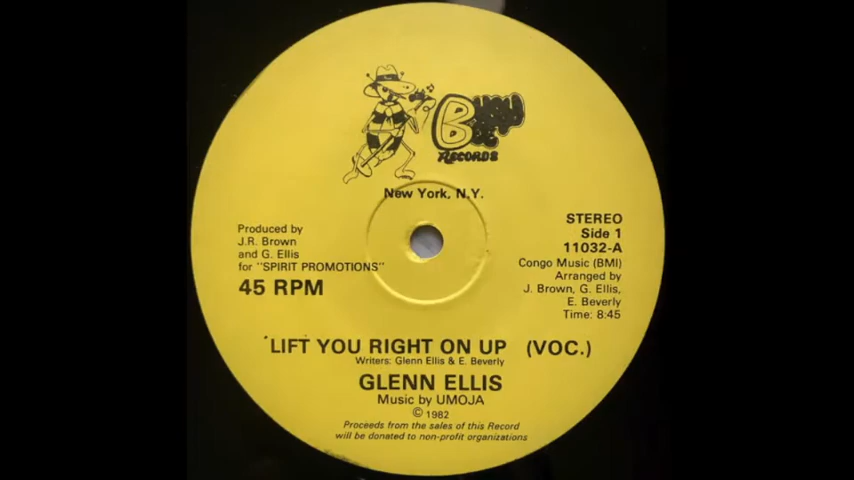 BUMBLE BEE
RECORDS
New York, N.Y.
Produced by
J.R. Brown
and G. Ellis
for "SPIRIT PROMOTIONS"
45 RPM
STEREO
Side 1
11032-A
Congo Music (BMI)
Arranged by
J. Brown, G. Ellis,
E. Beverly
Time: 8:45
LIFT YOU RIGHT ON UP (VOC.)
Writers: Glenn Ellis & E. Beverly
GLENN ELLIS
Music by UMOJA
© 1982
Proceeds from the sales of this Record
will be donated to non-profit organizations